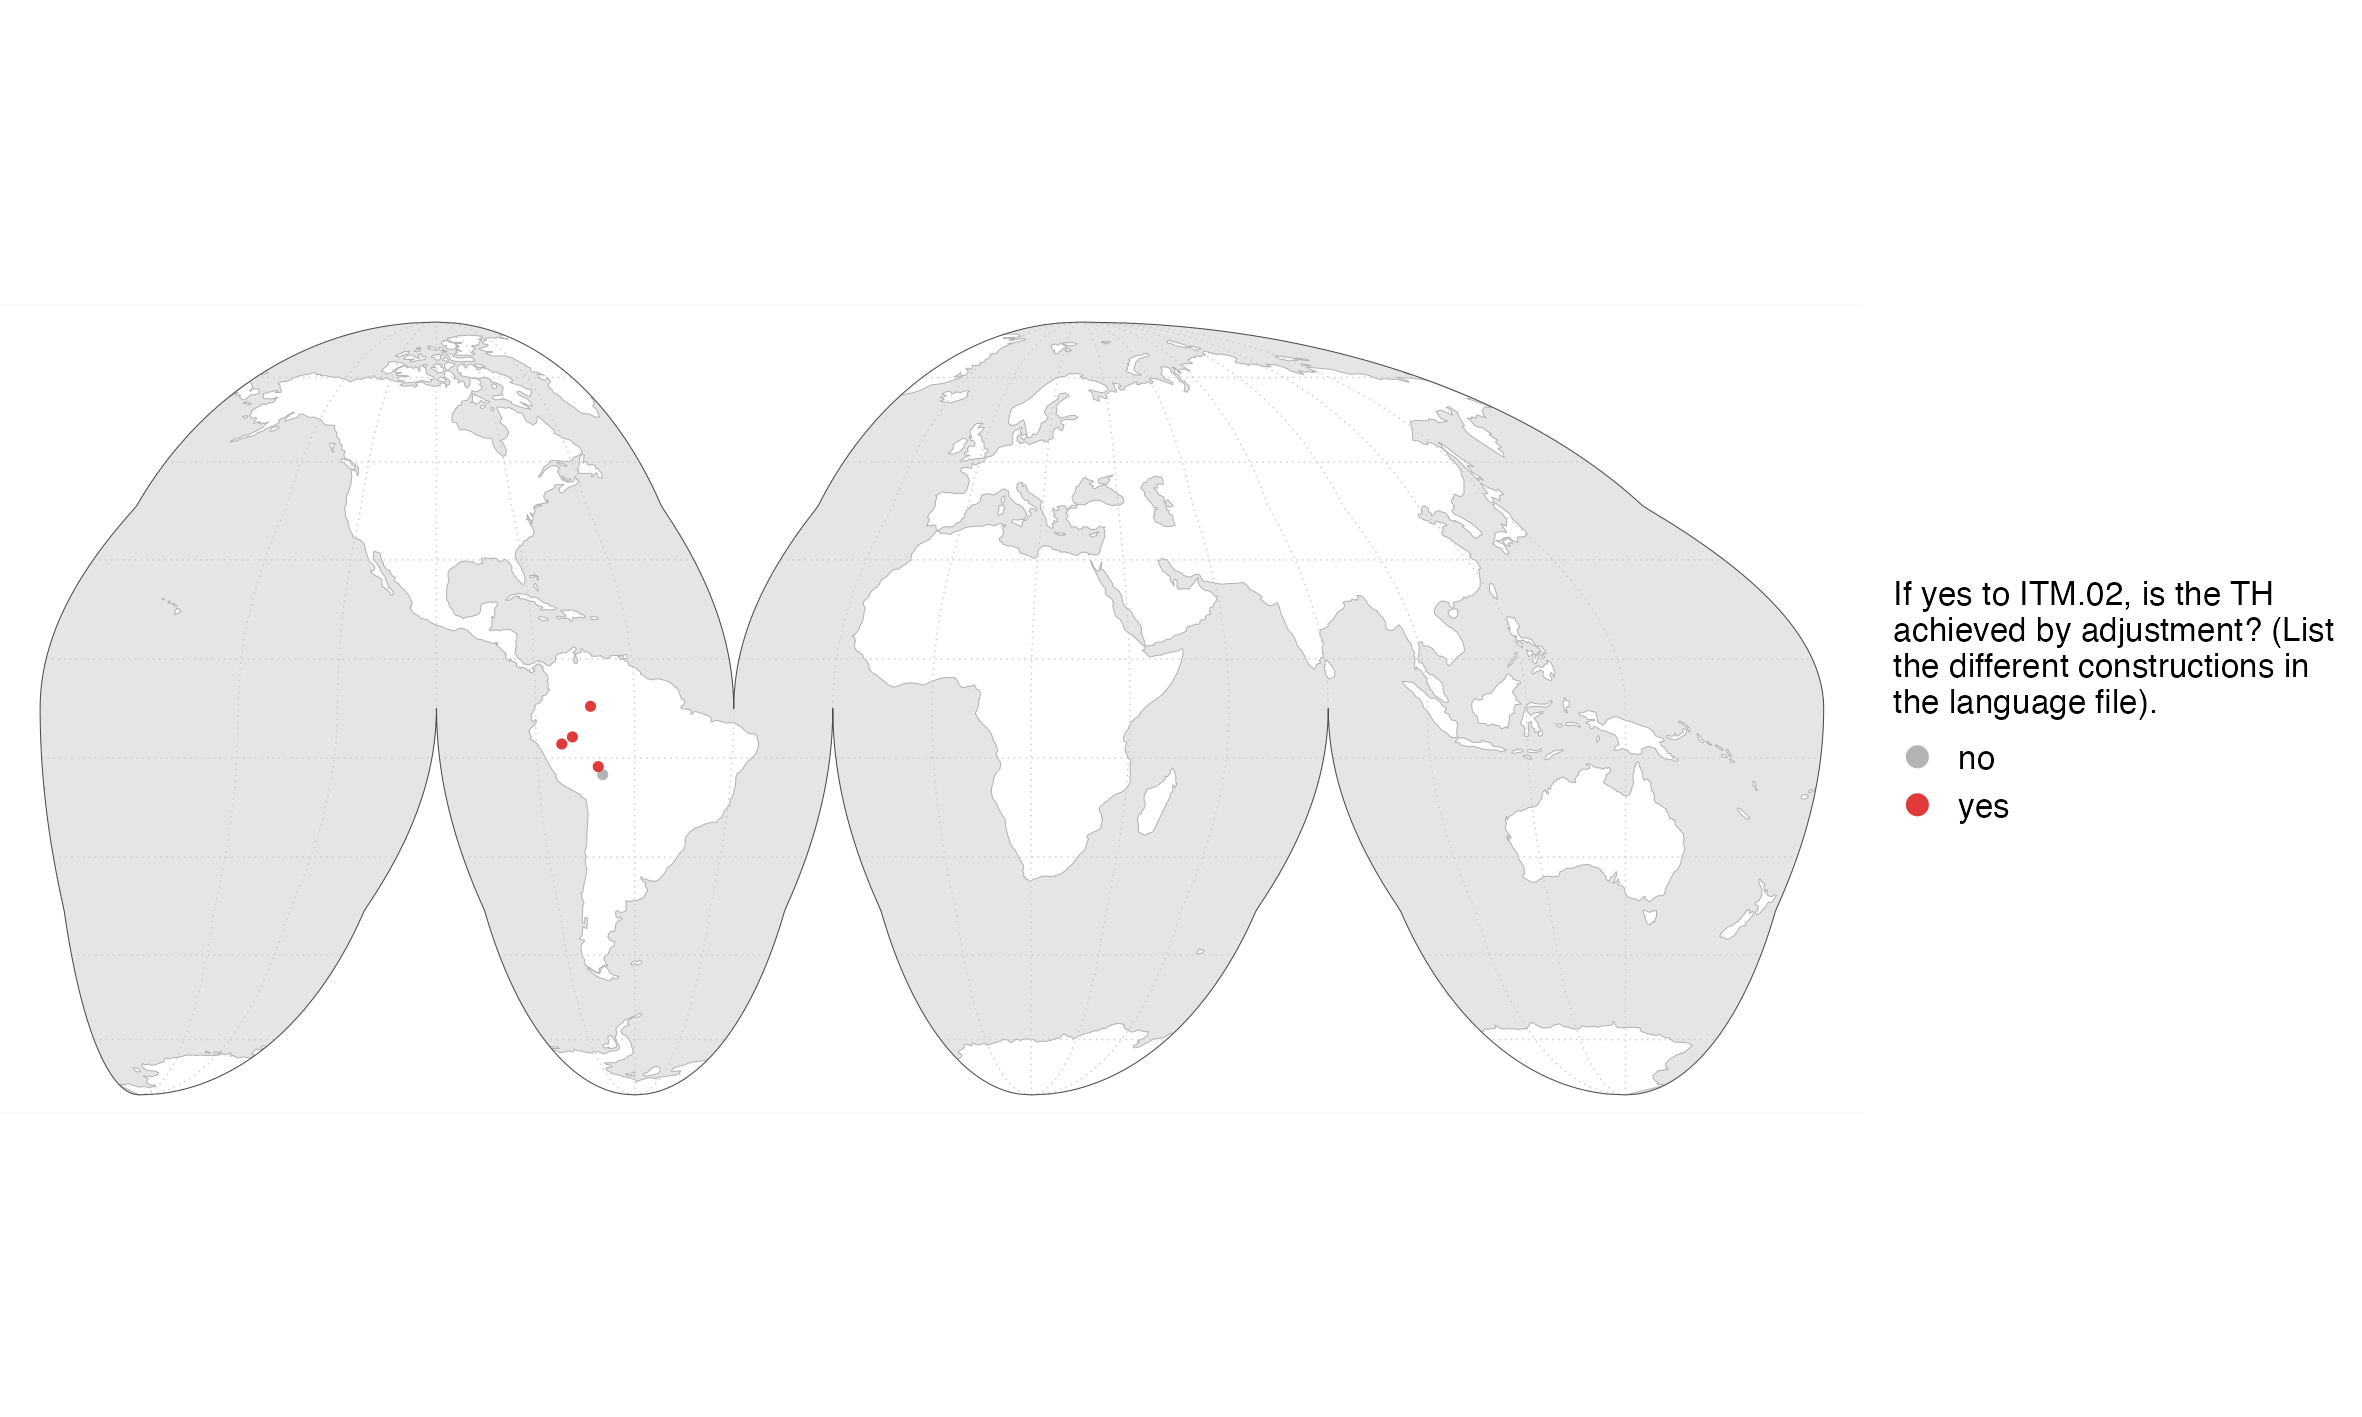 If yes to ITM.02, is the TH
achieved by adjustment? (List
the different constructions in
the language file).
no
yes